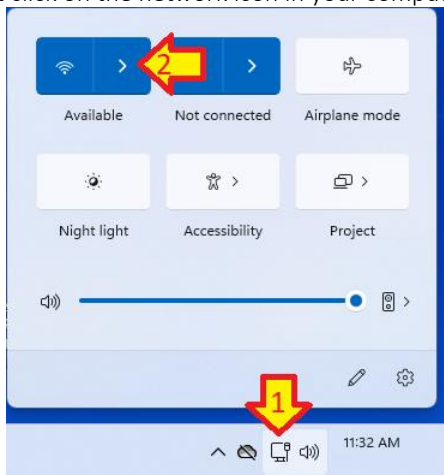 click on the network icon in your compu
2
Available
Not connected
Airplane mode
Night light
Accessibility
Project
1
11:32 AM